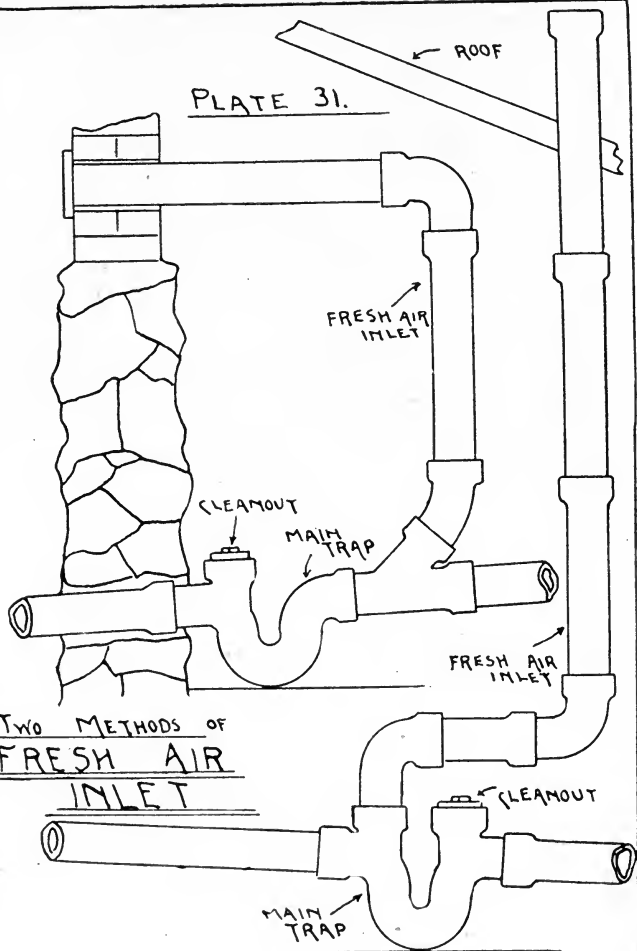 ROOF
PLATE 31.
FRESH AIR
INLET
CLEANOUT
MAIN
TRAP
FRESH AIR
INLET
TWO METHODS OF
FRESH AIR
INLET
CLEANOUT
MAIN
TRAP